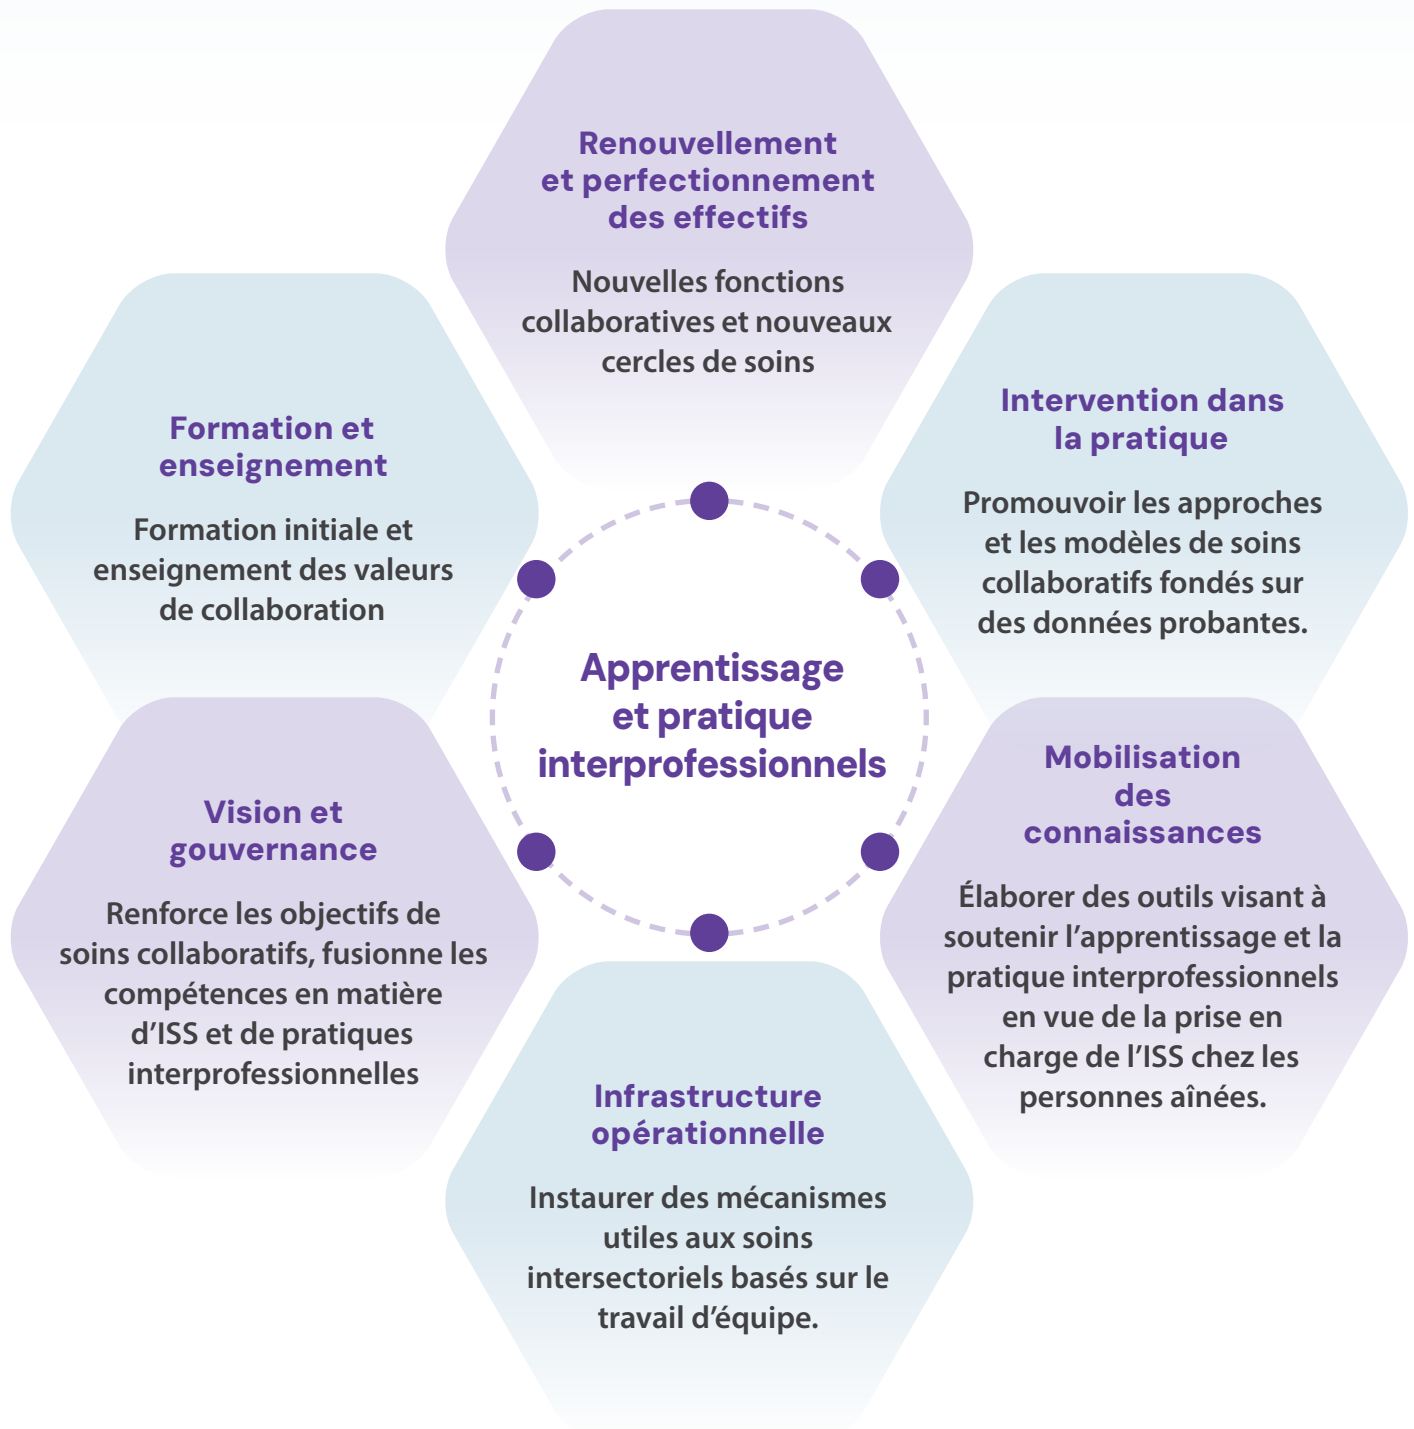 Renouvellement
et perfectionnement
des effectifs
Nouvelles fonctions
collaboratives et nouveaux
cercles de soins
Formation et
enseignement
Formation initiale et
enseignement des valeurs
de collaboration
Intervention dans
la pratique
Promouvoir les approches
et les modèles de soins
collaboratifs fondés sur
des données probantes.
Apprentissage
et pratique
interprofessionnels
Vision et
gouvernance
Renforce les objectifs de
soins collaboratifs, fusionne les
compétences en matière
d’ISS et de pratiques
interprofessionnelles
Mobilisation
des
connaissances
Élaborer des outils visant à
soutenir l’apprentissage et la
pratique interprofessionnels
en vue de la prise en
charge de l’ISS chez les
personnes aînées.
Infrastructure
opérationnelle
Instaurer des mécanismes
utiles aux soins
intersectoriels basés sur le
travail d’équipe.